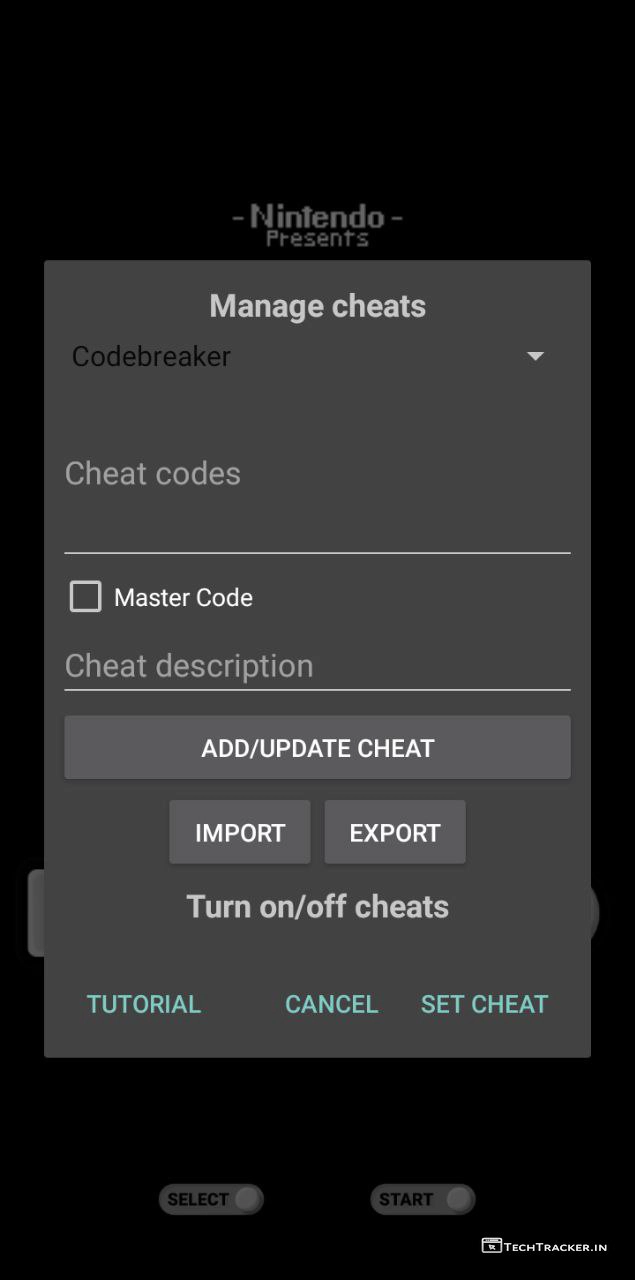 - Nintendo -
Presents
Manage cheats
Codebreaker
Cheat codes
Master Code
Cheat description
ADD/UPDATE CHEAT
IMPORT EXPORT
Turn on/off cheats
TUTORIAL CANCEL SET CHEAT
SELECT START
TECHTRACKER.IN